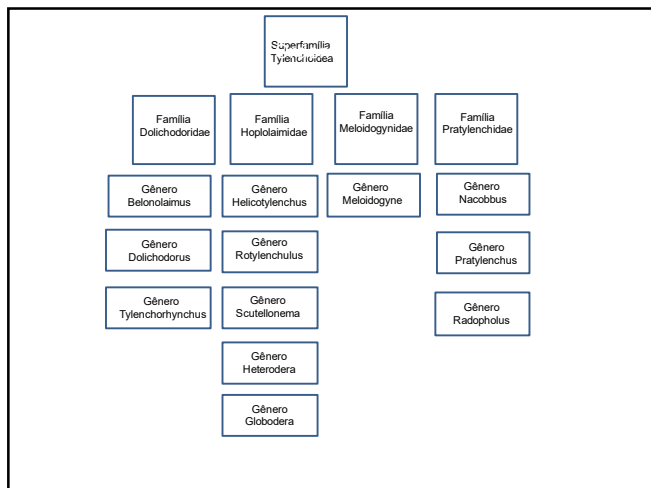 Superfamília
Tylenchoidea
Família
Dolichodoridae
Família
Hoplolaimidae
Família
Meloidogynidae
Família
Pratylenchidae
Gênero
Belonolaimus
Gênero
Helicotylenchus
Gênero
Meloidogyne
Gênero
Nacobbus
Gênero
Dolichodorus
Gênero
Rotylenchulus
Gênero
Pratylenchus
Gênero
Tylenchorhynchus
Gênero
Scutellonema
Gênero
Radopholus
Gênero
Heterodera
Gênero
Globodera